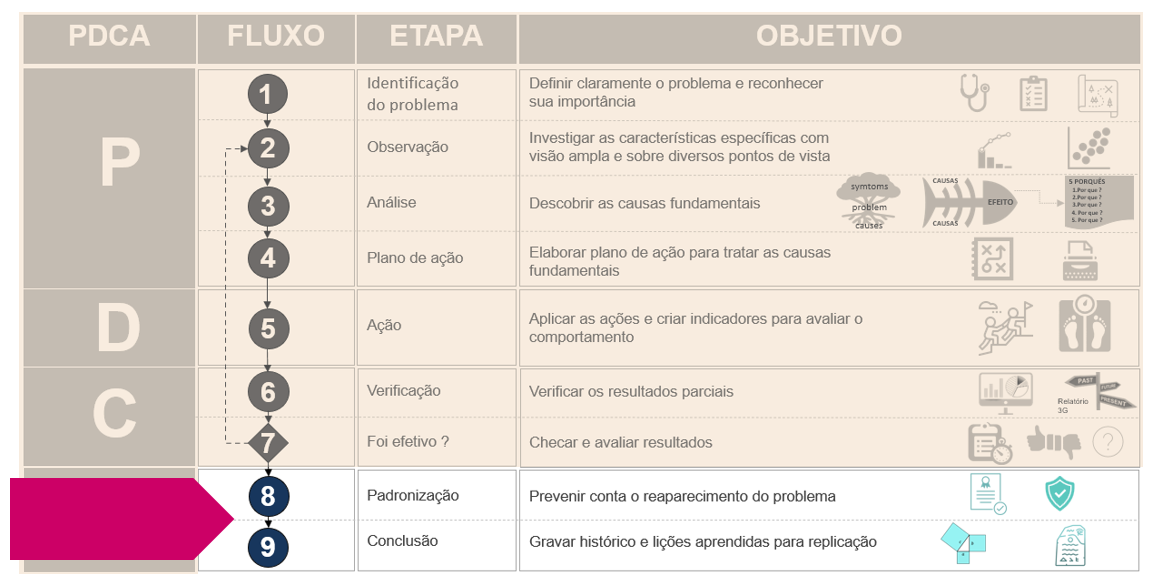 PDCA FLUXO ETAPA OBJETIVO
P
1
Identificação
do problema
Definir claramente o problema e reconhecer
sua importância
2
Observação
Investigar as características específicas com
visão ampla e sobre diversos pontos de vista
3
Análise
Descobrir as causas fundamentais
symtoms
problem
causes
CAUSAS
EFEITO
CAUSAS
5 PORQUÊS
1.Por que ?
2.Por que ?
3.Por que ?
4. Por que ?
5. Por que ?
4
Plano de ação
Elaborar plano de ação para tratar as causas
fundamentais
D
5
Ação
Aplicar as ações e criar indicadores para avaliar o
comportamento
C
6
Verificação
Verificar os resultados parciais
Relatório
3G
PAST
FUTURE
PRESENT
7
Foi efetivo ?
Checar e avaliar resultados
?
8
Padronização
Prevenir conta o reaparecimento do problema
9
Conclusão
Gravar histórico e lições aprendidas para replicação